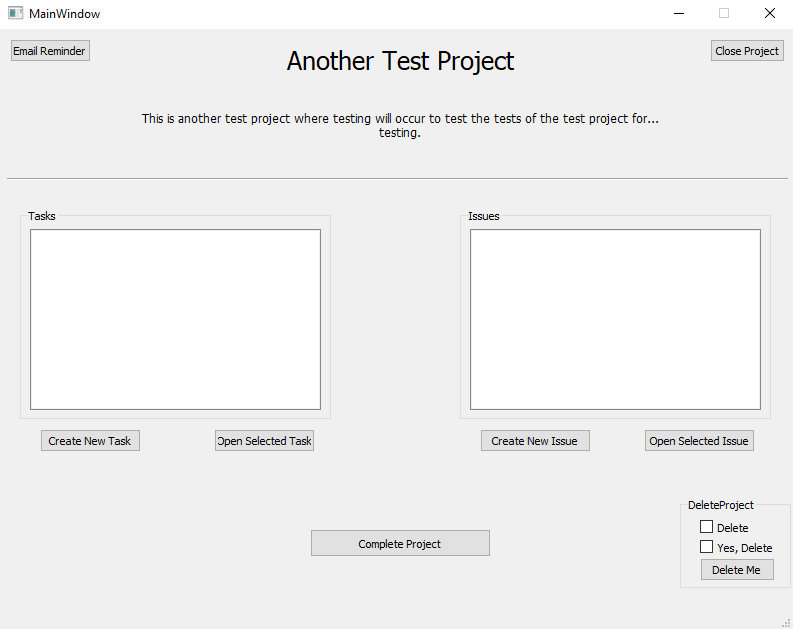 MainWindow
Email Reminder
Another Test Project
Close Project
This is another test project where testing will occur to test the tests of the test project for...
testing.
Tasks
Issues
Create New Task
Open Selected Task
Create New Issue
Open Selected Issue
DeleteProject
Delete
Yes, Delete
Complete Project
Delete Me